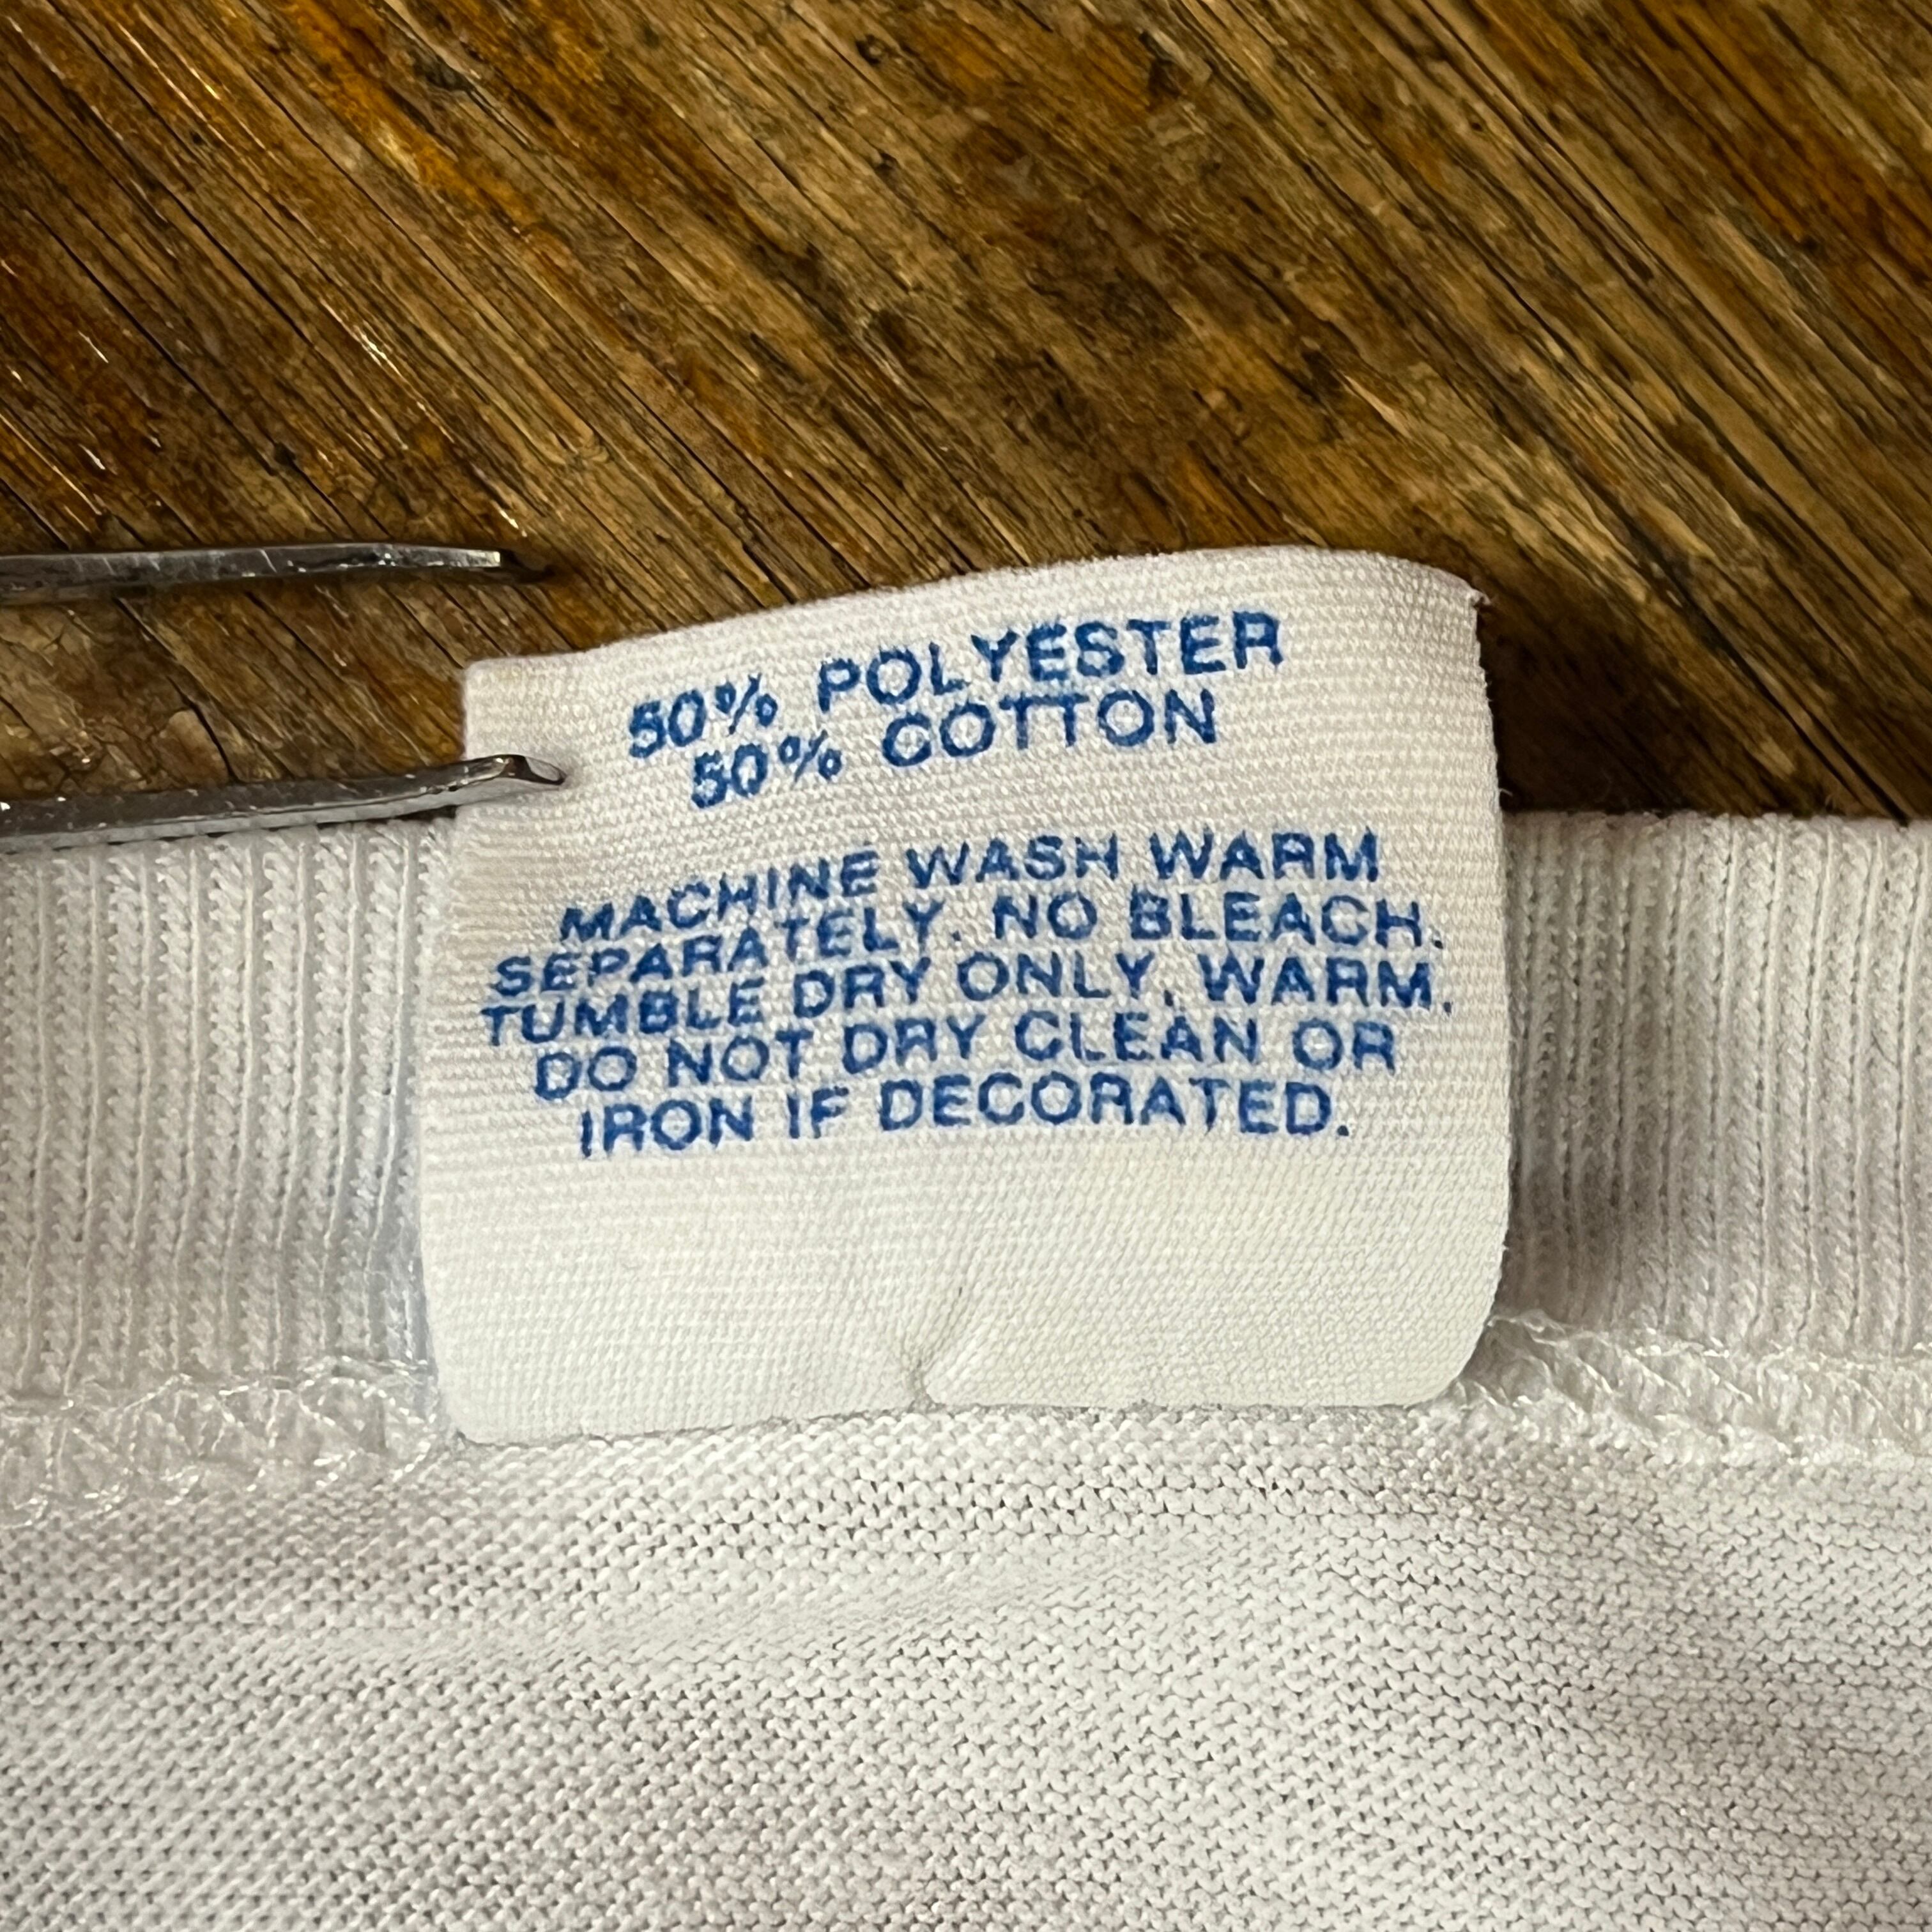 50% POLYESTER
50% COTTON
MACHINE WASH WARM
SEPARATELY. NO BLEACH.
TUMBLE DRY ONLY, WARM.
DO NOT DRY CLEAN OR
IRON IF DECORATED.